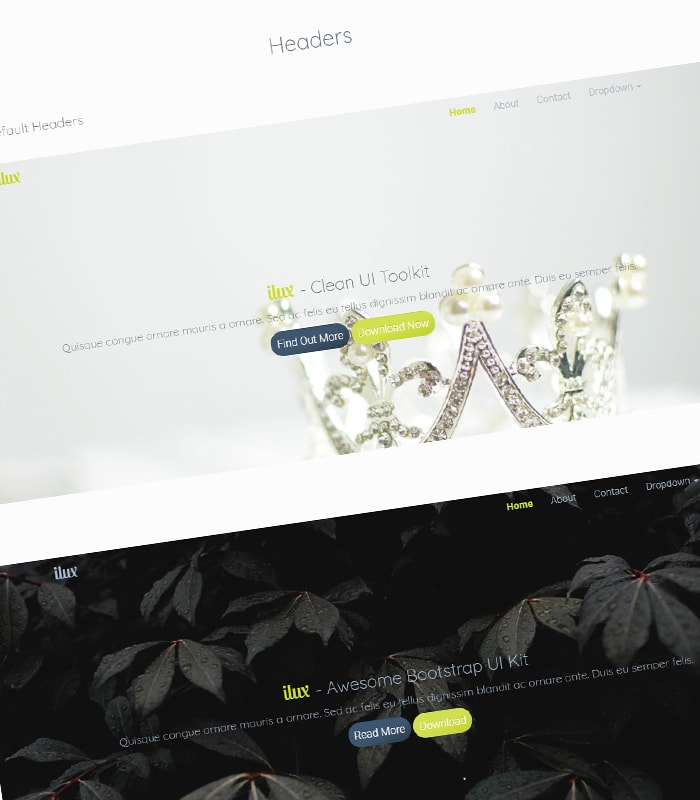 Headers
fault Headers
Home About Contact Dropdown
ilux
ilux - Clean UI Toolkit
Quisque congue ornare mauris a ornare. Sed ac felis eu tellus dignissim blandit ac ornare ante. Duis eu semper felis.
Find Out More Download Now
Home About Contact Dropdown
ilux
ilux - Awesome Bootstrap UI Kit
Quisque congue ornare mauris a ornare. Sed ac felis eu tellus dignissim blandit ac ornare ante. Duis eu semper felis.
Read More Download